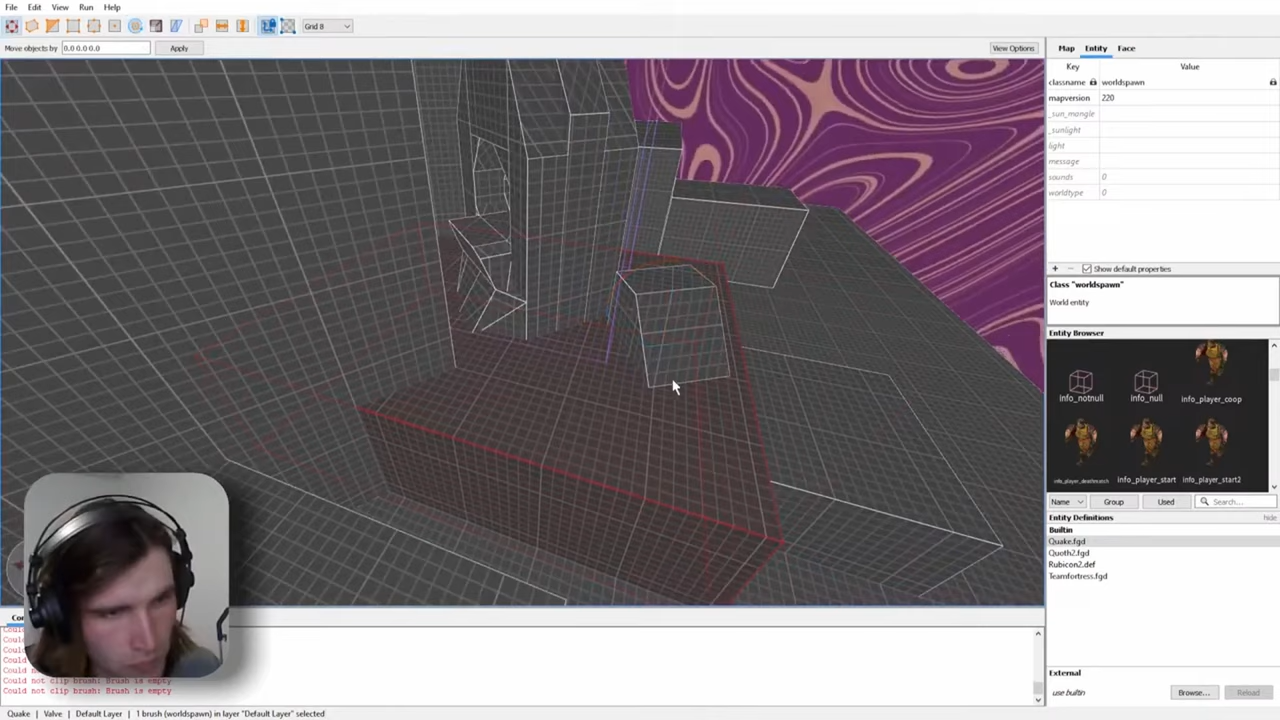 File Edit View Run Help
Grid 8
Move objects by 0.0 0.0 0.0 Apply View Options
Map Entity Face
Key Value
classname worldspawn
mapversion 220
_sun_mangle
_sunlight
light
message
sounds 0
worldtype 0
+ - Show default properties
Class "worldspawn"
World entity
Entity Browser
info_notnull info_null info_player_coop
info_player_deathmatch info_player_start info_player_start2
Name Group Used Search...
Entity Definitions hide
Builtin
Quake.fgd
Quoth2.fgd
Rubicon2.def
Teamfortress.fgd
External
use builtin Browse... Reload
Could not clip brush: Brush is empty
Could not clip brush: Brush is empty
Quake Valve Default Layer 1 brush (worldspawn) in layer "Default Layer" selected